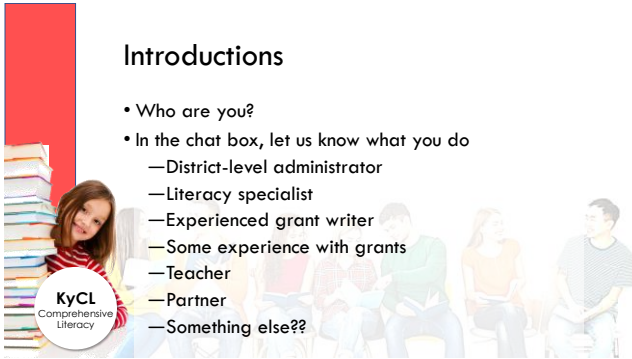 Introductions
• Who are you?
• In the chat box, let us know what you do
—District-level administrator
—Literacy specialist
—Experienced grant writer
—Some experience with grants
—Teacher
—Partner
—Something else??
KyCL
Comprehensive
Literacy